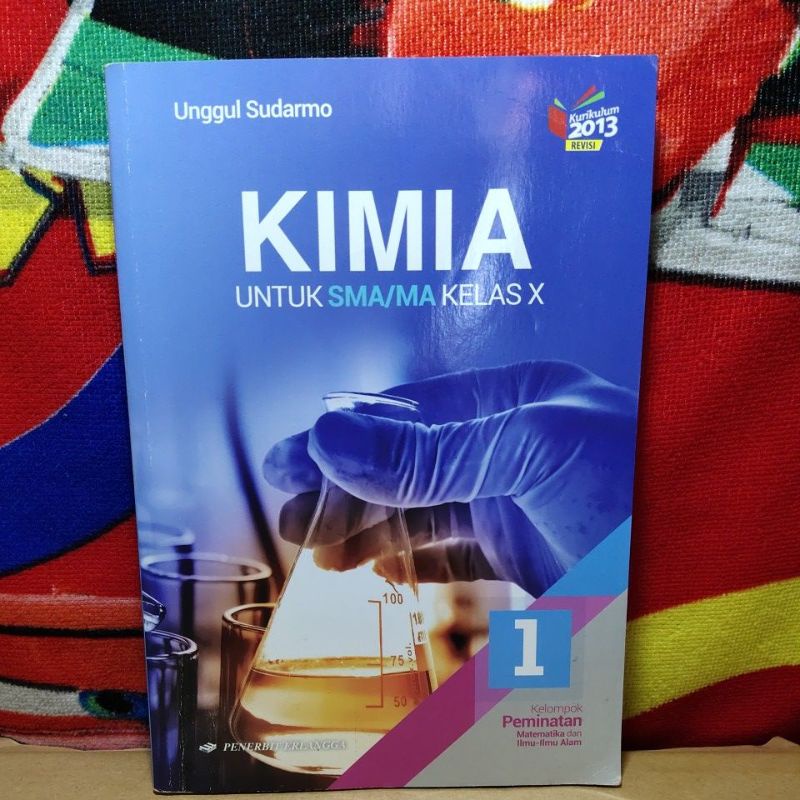 Unggul Sudarmo
Kurikulum
2013
REVISI
KIMIA
UNTUK SMA/MA KELAS X
100
75
50
1
Kelompok
Peminatan
Matematika dan
Ilmu-Ilmu Alam
PENERBIT ERLANGGA